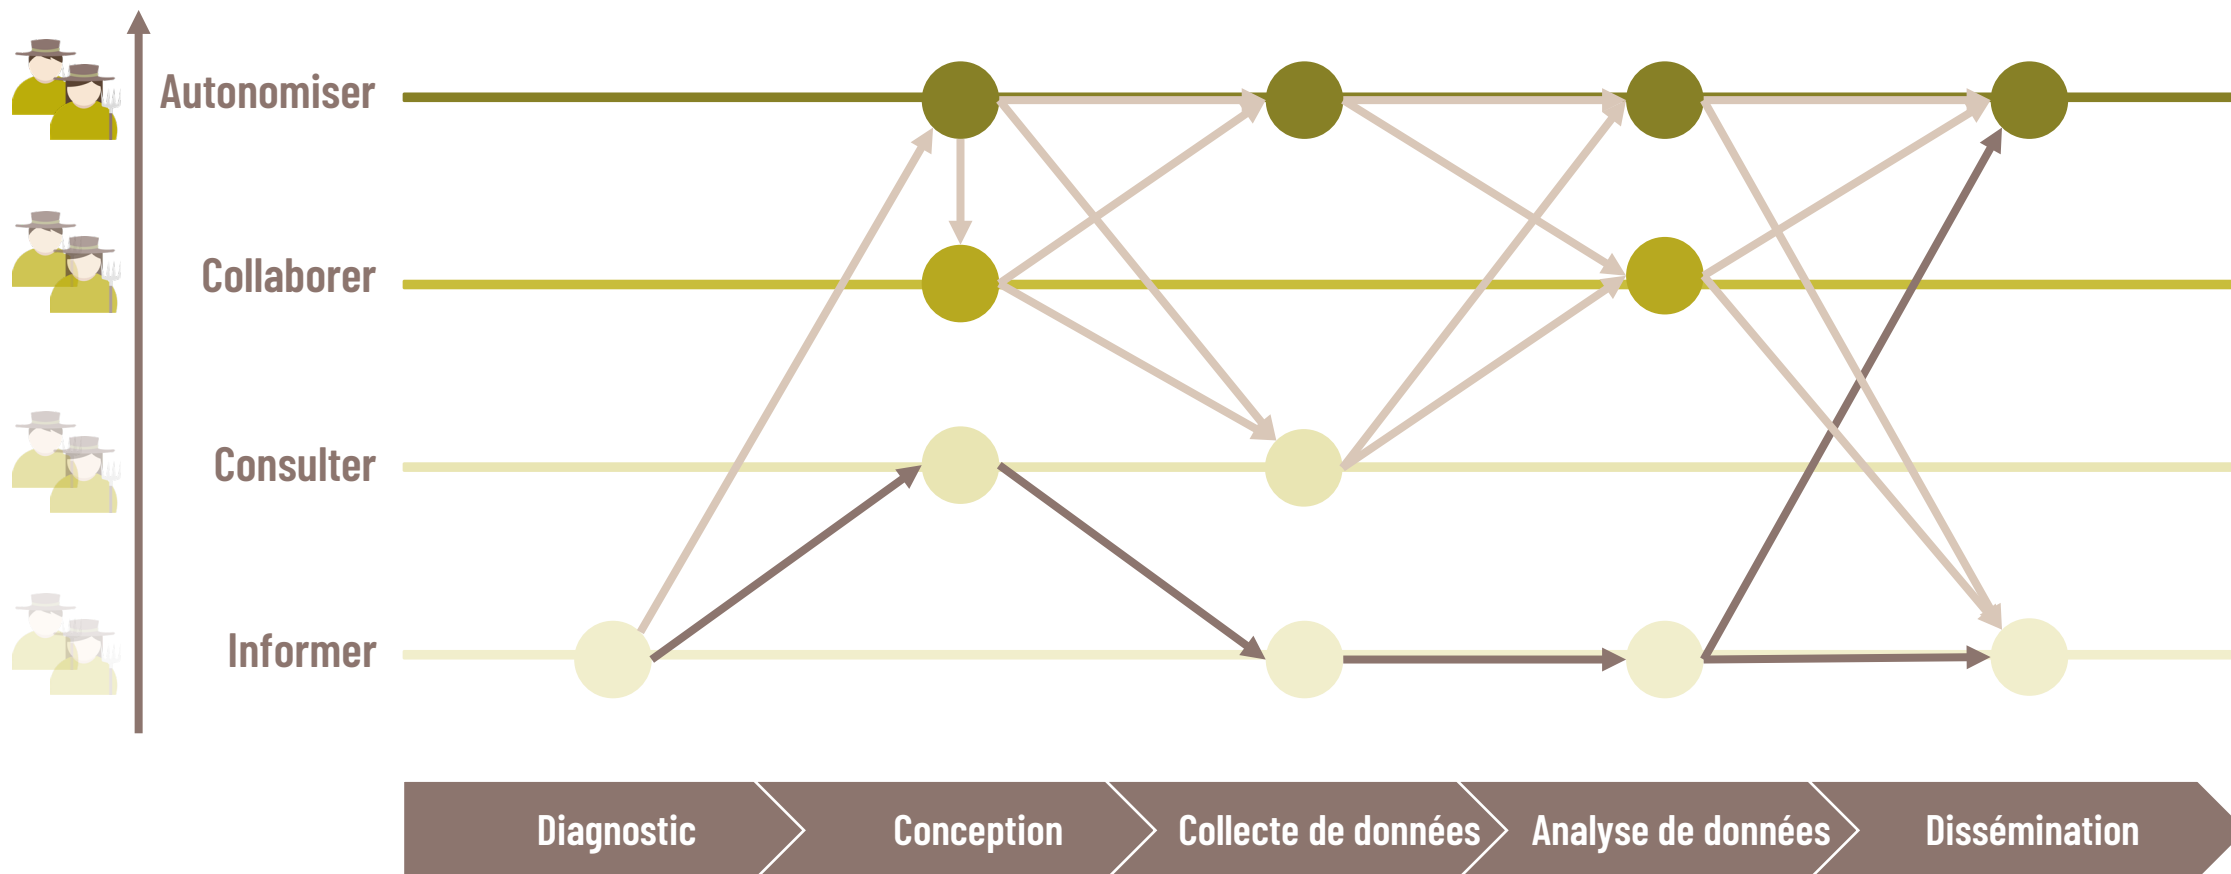 Autonomiser
Collaborer
Consulter
Informer
Diagnostic
Conception
Collecte de données
Analyse de données
Dissémination